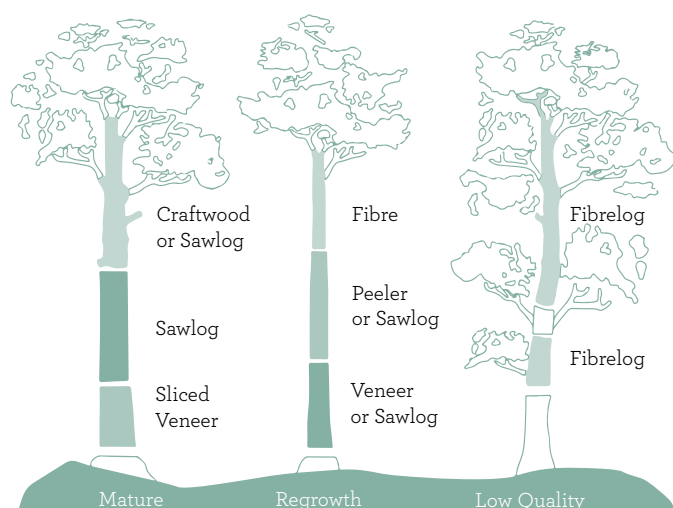 Craftwood
or Sawlog
Sawlog
Sliced
Veneer
Fibre
Peeler
or Sawlog
Veneer
or Sawlog
Fibrelog
Fibrelog
Mature
Regrowth
Low Quality